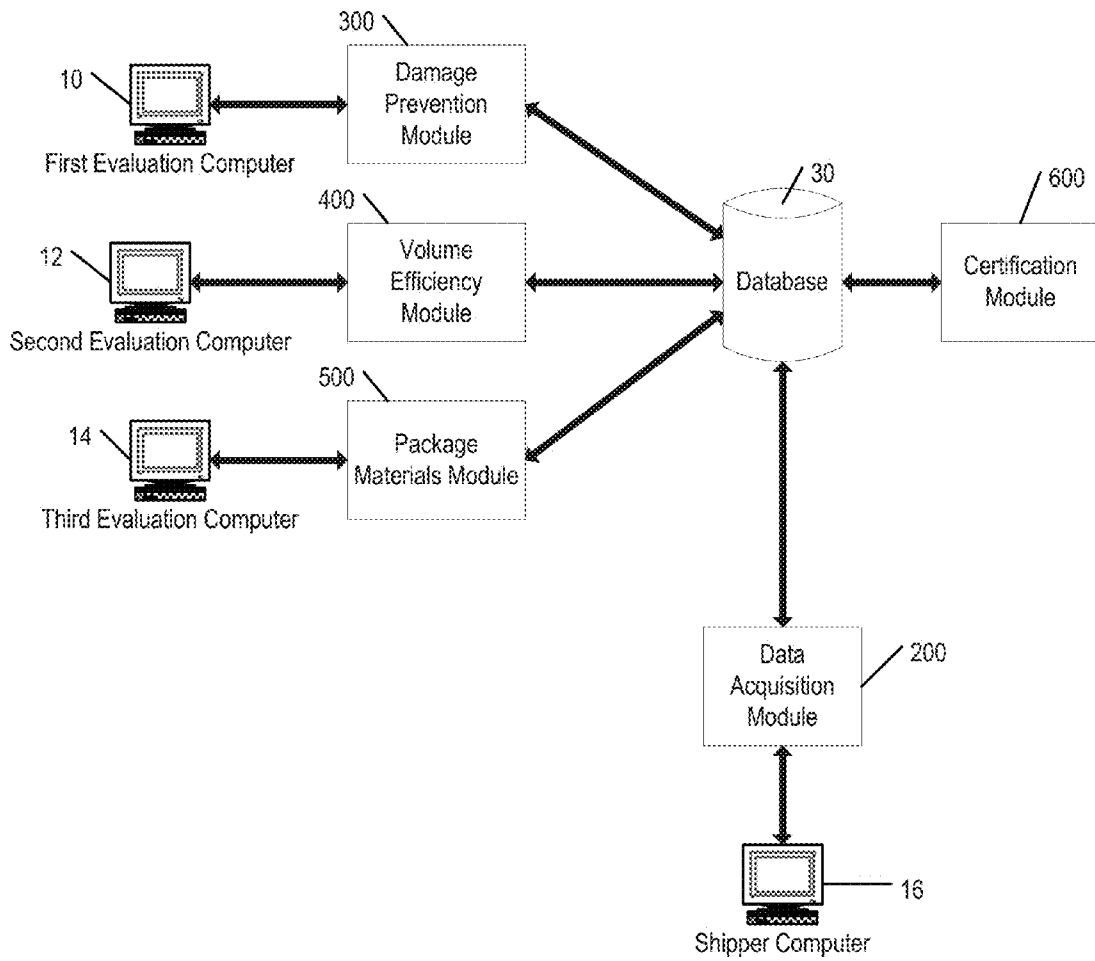 300
10
Damage
Prevention
Module
First Evaluation Computer
30
600
400
12
Volume
Efficiency
Module
Database
Certification
Module
Second Evaluation Computer
500
14
Package
Materials Module
Third Evaluation Computer
Data
Acquisition
Module
200
16
Shipper Computer